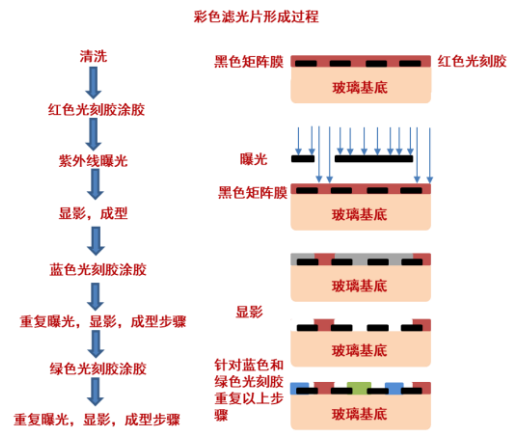 彩色滤光片形成过程
清洗
红色光刻胶涂胶
紫外线曝光
显影，成型
蓝色光刻胶涂胶
重复曝光，显影，成型步骤
绿色光刻胶涂胶
重复曝光，显影，成型步骤
黑色矩阵膜
红色光刻胶
玻璃基底
曝光
黑色矩阵膜
玻璃基底
玻璃基底
显影
玻璃基底
针对蓝色和
绿色光刻胶
重复以上步
骤
玻璃基底